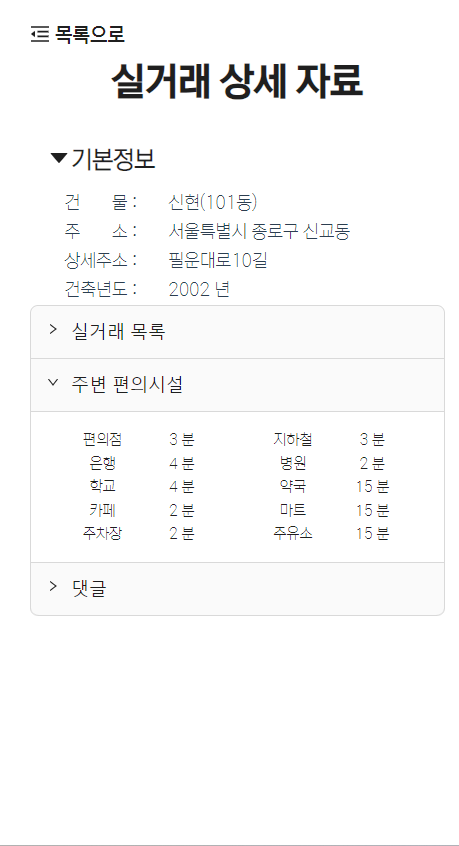 목록으로
실거래 상세 자료
▼기본정보
건 물 : 신현(101동)
주 소 : 서울특별시 종로구 신교동
상세주소 : 필운대로10길
건축년도 : 2002 년
실거래 목록
주변 편의시설
편의점 3 분 지하철 3 분
은행 4 분 병원 2 분
학교 4 분 약국 15 분
카페 2 분 마트 15 분
주차장 2 분 주유소 15 분
댓글